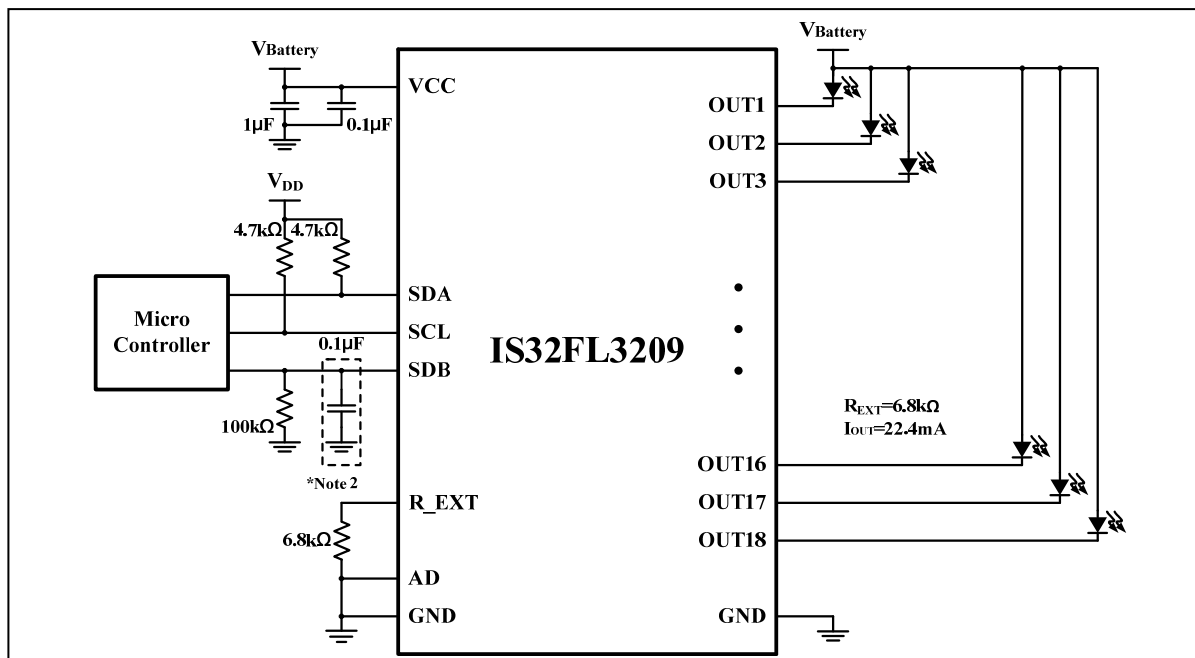 VBattery
VCC
1µF
0.1µF
VDD
4.7kΩ
4.7kΩ
Micro
Controller
SDA
SCL
0.1µF
SDB
100kΩ
*Note 2
R_EXT
6.8kΩ
AD
GND
IS32FL3209
VBattery
OUT1
OUT2
OUT3
REXT=6.8kΩ
IOUT=22.4mA
OUT16
OUT17
OUT18
GND